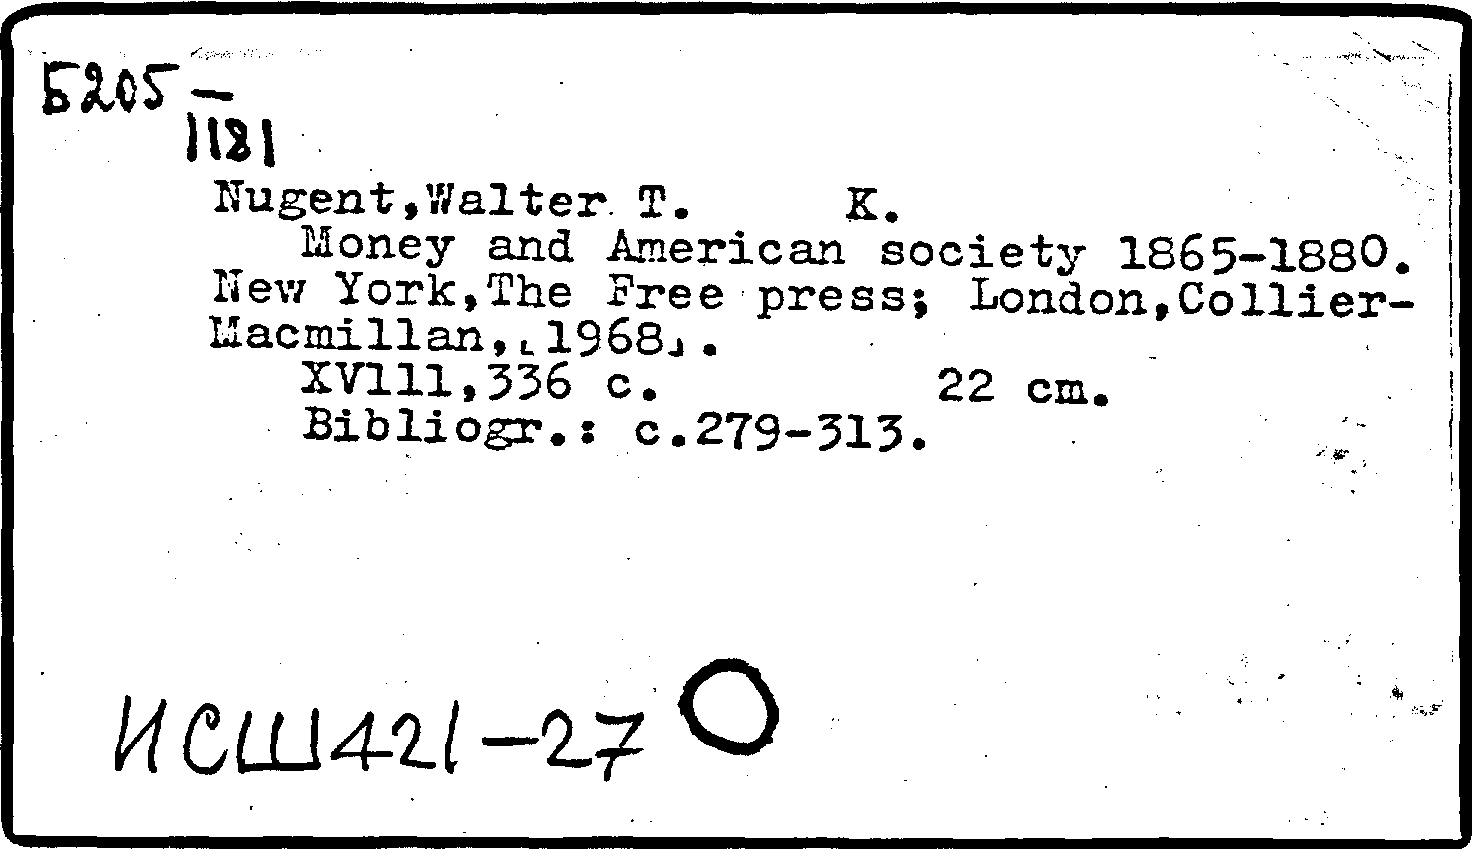 Б205-
1181
Nugent,Walter T. K.
Money and American society 1865-1880.
New York,The Free press; London,Collier-
Macmillan,⌞1968⌟.
XVlll,336 c. 22 cm.
Bibliogr.: c.279-313.
ИСШ421-27